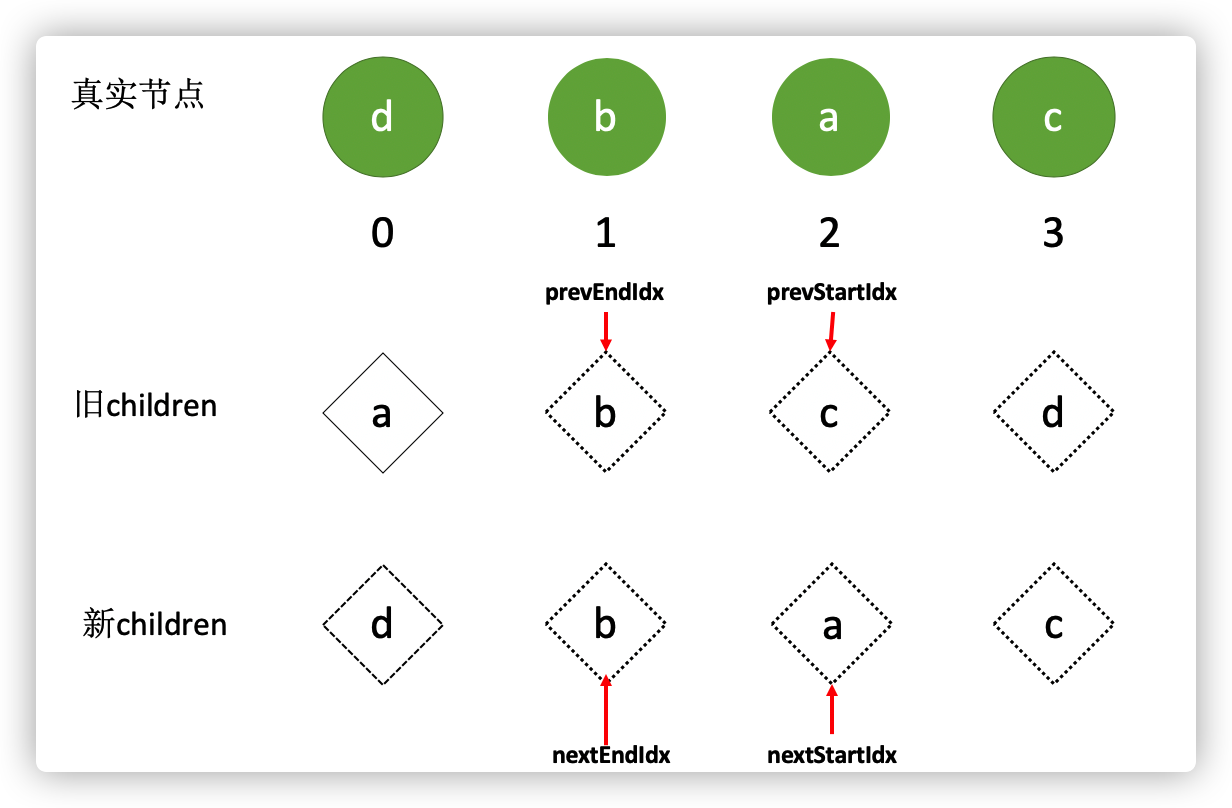 真实节点 d b a c
0 1 2 3
prevEndIdx prevStartIdx
旧children a b c d
新children d b a c
nextEndIdx nextStartIdx